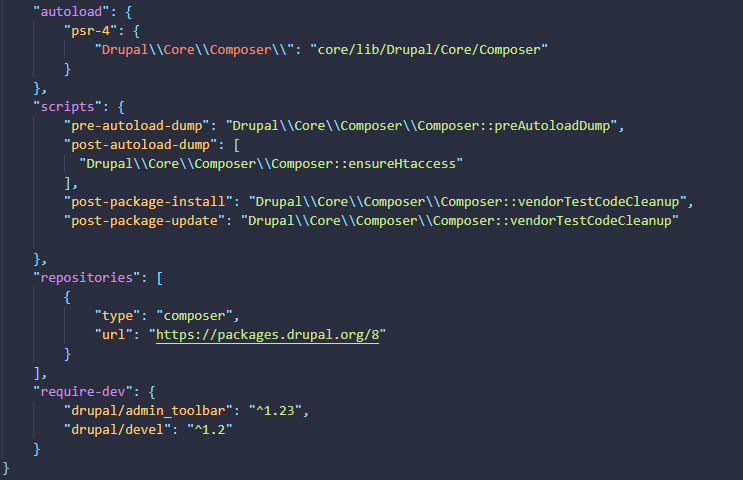 "autoload": {
    "psr-4": {
        "Drupal\\Core\\Composer\\": "core/lib/Drupal/Core/Composer"
    }
},
"scripts": {
    "pre-autoload-dump": "Drupal\\Core\\Composer\\Composer::preAutoloadDump",
    "post-autoload-dump": [
      "Drupal\\Core\\Composer\\Composer::ensureHtaccess"
    ],
    "post-package-install": "Drupal\\Core\\Composer\\Composer::vendorTestCodeCleanup",
    "post-package-update": "Drupal\\Core\\Composer\\Composer::vendorTestCodeCleanup"
},
"repositories": [
    {
        "type": "composer",
        "url": "https://packages.drupal.org/8"
    }
],
"require-dev": {
    "drupal/admin_toolbar": "^1.23",
    "drupal/devel": "^1.2"
}
}